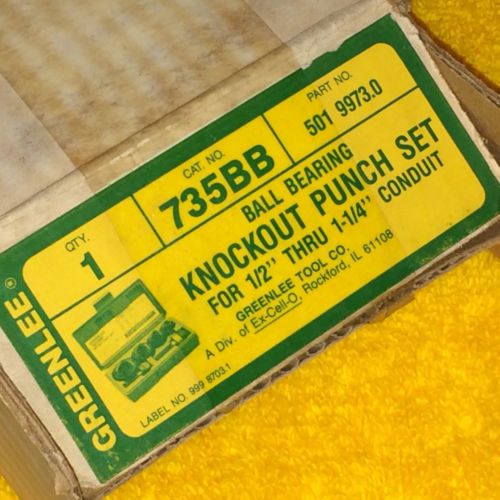 GREENLEE®
QTY.
1
CAT. NO.
735BB
PART NO.
501 9973.0
BALL BEARING
KNOCKOUT PUNCH SET
FOR 1/2" THRU 1-1/4" CONDUIT
GREENLEE TOOL CO.
A Div. of Ex-Cell-O, Rockford, IL 61108
LABEL NO. 999 8703.1